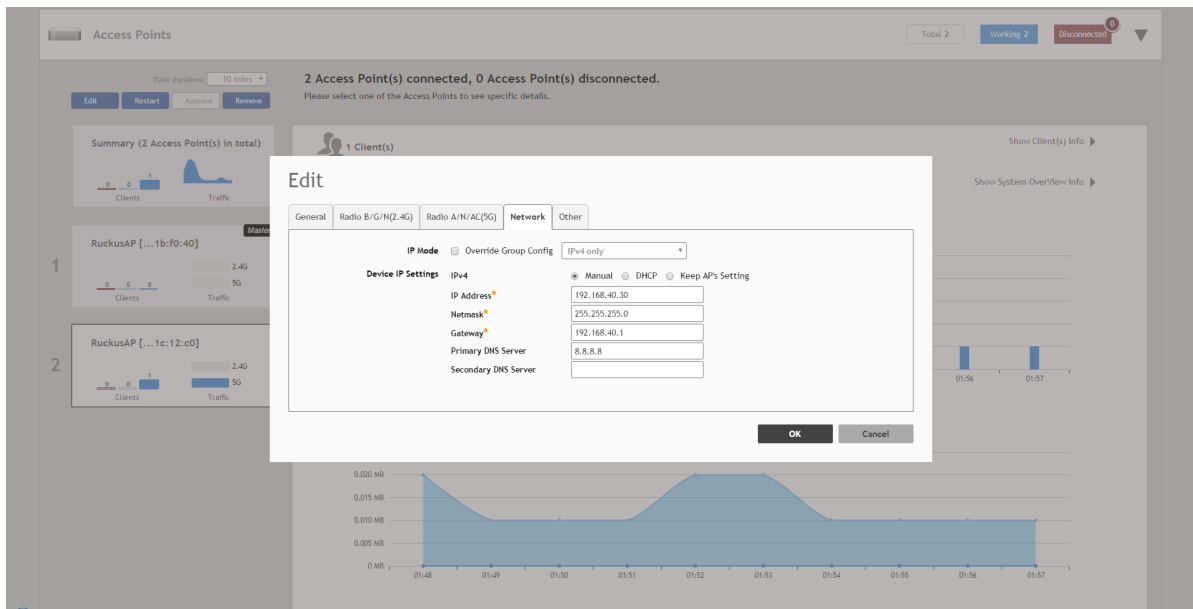 Access Points
Total 2
Working 2
Disconnected
0
Data duration: 10 mins
Edit
Restart
Approve
Remove
2 Access Point(s) connected, 0 Access Point(s) disconnected.
Please select one of the Access Points to see specific details.
Summary (2 Access Point(s) in total)
0 0 1
Clients
Traffic
1 Client(s)
Show Client(s) Info
Show System OverView Info
1
Master
RuckusAP [...1b:f0:40]
2.4G
5G
0 0 0
Clients
Traffic
2
RuckusAP [...1c:12:c0]
2.4G
5G
0 0 1
Clients
Traffic
Edit
General
Radio B/G/N(2.4G)
Radio A/N/AC(5G)
Network
Other
IP Mode Override Group Config IPv4 only
Device IP Settings IPv4 Manual DHCP Keep AP's Setting
IP Address* 192.168.40.30
Netmask* 255.255.255.0
Gateway* 192.168.40.1
Primary DNS Server 8.8.8.8
Secondary DNS Server
OK
Cancel
01:56 01:57
0.020 MB
0.015 MB
0.010 MB
0.005 MB
0 MB
01:48 01:49 01:50 01:51 01:52 01:53 01:54 01:55 01:56 01:57